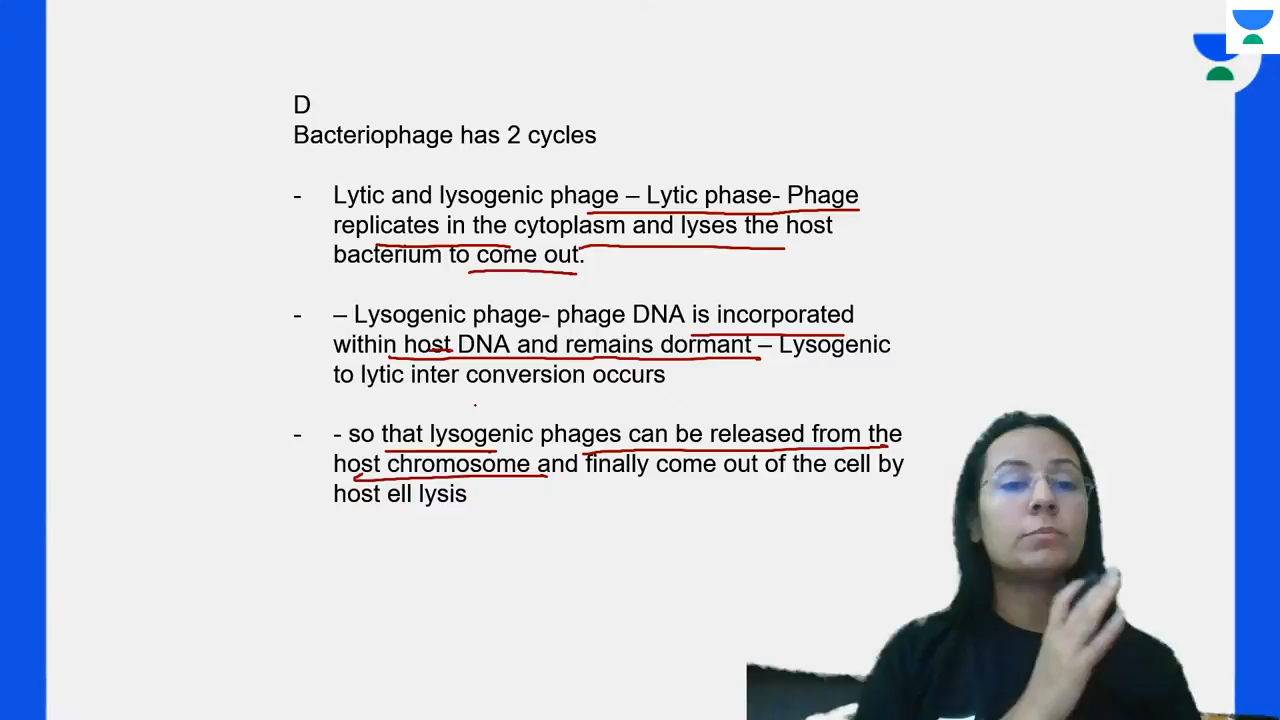 D
Bacteriophage has 2 cycles
- Lytic and lysogenic phage – Lytic phase- Phage
replicates in the cytoplasm and lyses the host
bacterium to come out.
- – Lysogenic phage- phage DNA is incorporated
within host DNA and remains dormant – Lysogenic
to lytic inter conversion occurs
- - so that lysogenic phages can be released from the
host chromosome and finally come out of the cell by
host ell lysis